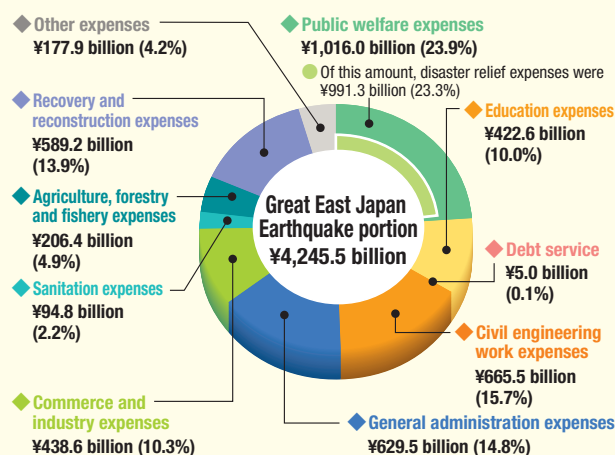 Other expenses
¥177.9 billion (4.2%)
Public welfare expenses
¥1,016.0 billion (23.9%)
Of this amount, disaster relief expenses were
¥991.3 billion (23.3%)
Recovery and
reconstruction expenses
¥589.2 billion
(13.9%)
Education expenses
¥422.6 billion
(10.0%)
Agriculture, forestry
and fishery expenses
¥206.4 billion
(4.9%)
Great East Japan
Earthquake portion
¥4,245.5 billion
Debt service
¥5.0 billion
(0.1%)
Sanitation expenses
¥94.8 billion
(2.2%)
Civil engineering
work expenses
¥665.5 billion
(15.7%)
Commerce and
industry expenses
¥438.6 billion (10.3%)
General administration expenses
¥629.5 billion (14.8%)